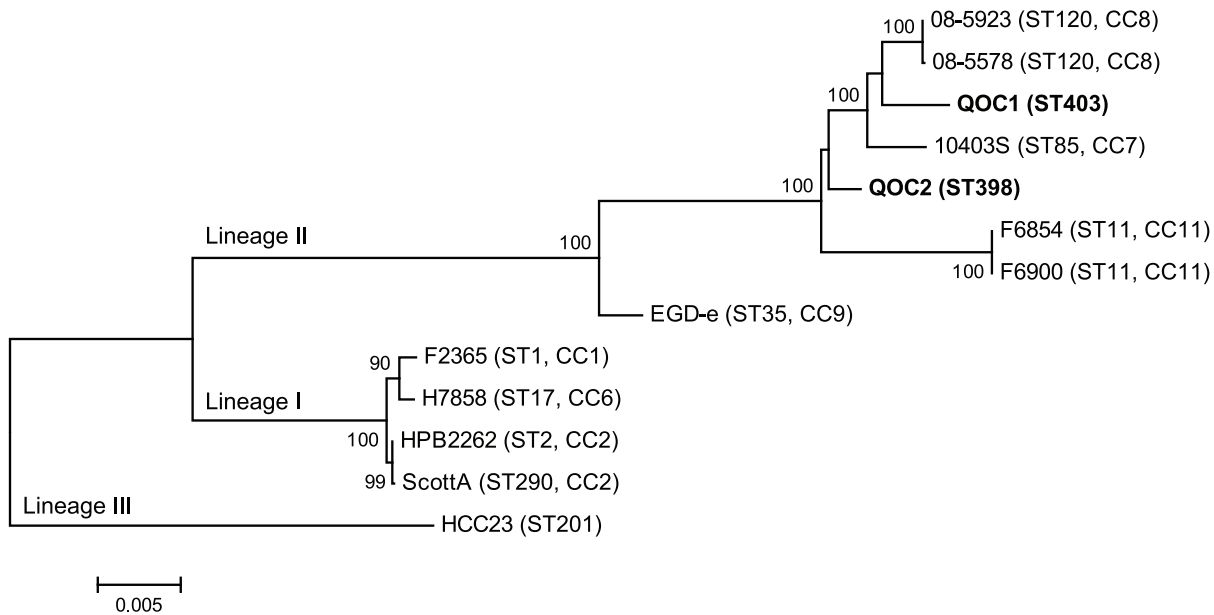 08-5923 (ST120, CC8)
100
08-5578 (ST120, CC8)
100
QOC1 (ST403)
10403S (ST85, CC7)
100
QOC2 (ST398)
F6854 (ST11, CC11)
Lineage II
100
100
F6900 (ST11, CC11)
EGD-e (ST35, CC9)
90
F2365 (ST1, CC1)
Lineage I
H7858 (ST17, CC6)
100
HPB2262 (ST2, CC2)
99
ScottA (ST290, CC2)
Lineage III
HCC23 (ST201)
0.005